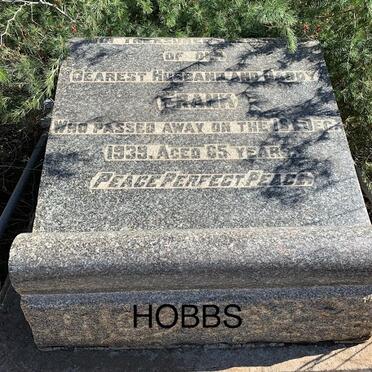 OF OUR
DEAREST HUSBAND AND DADDY
(FRANK)
WHO PASSED AWAY ON THE
1939. AGED 65 YEARS
PEACE PERFECT PEACE
HOBBS